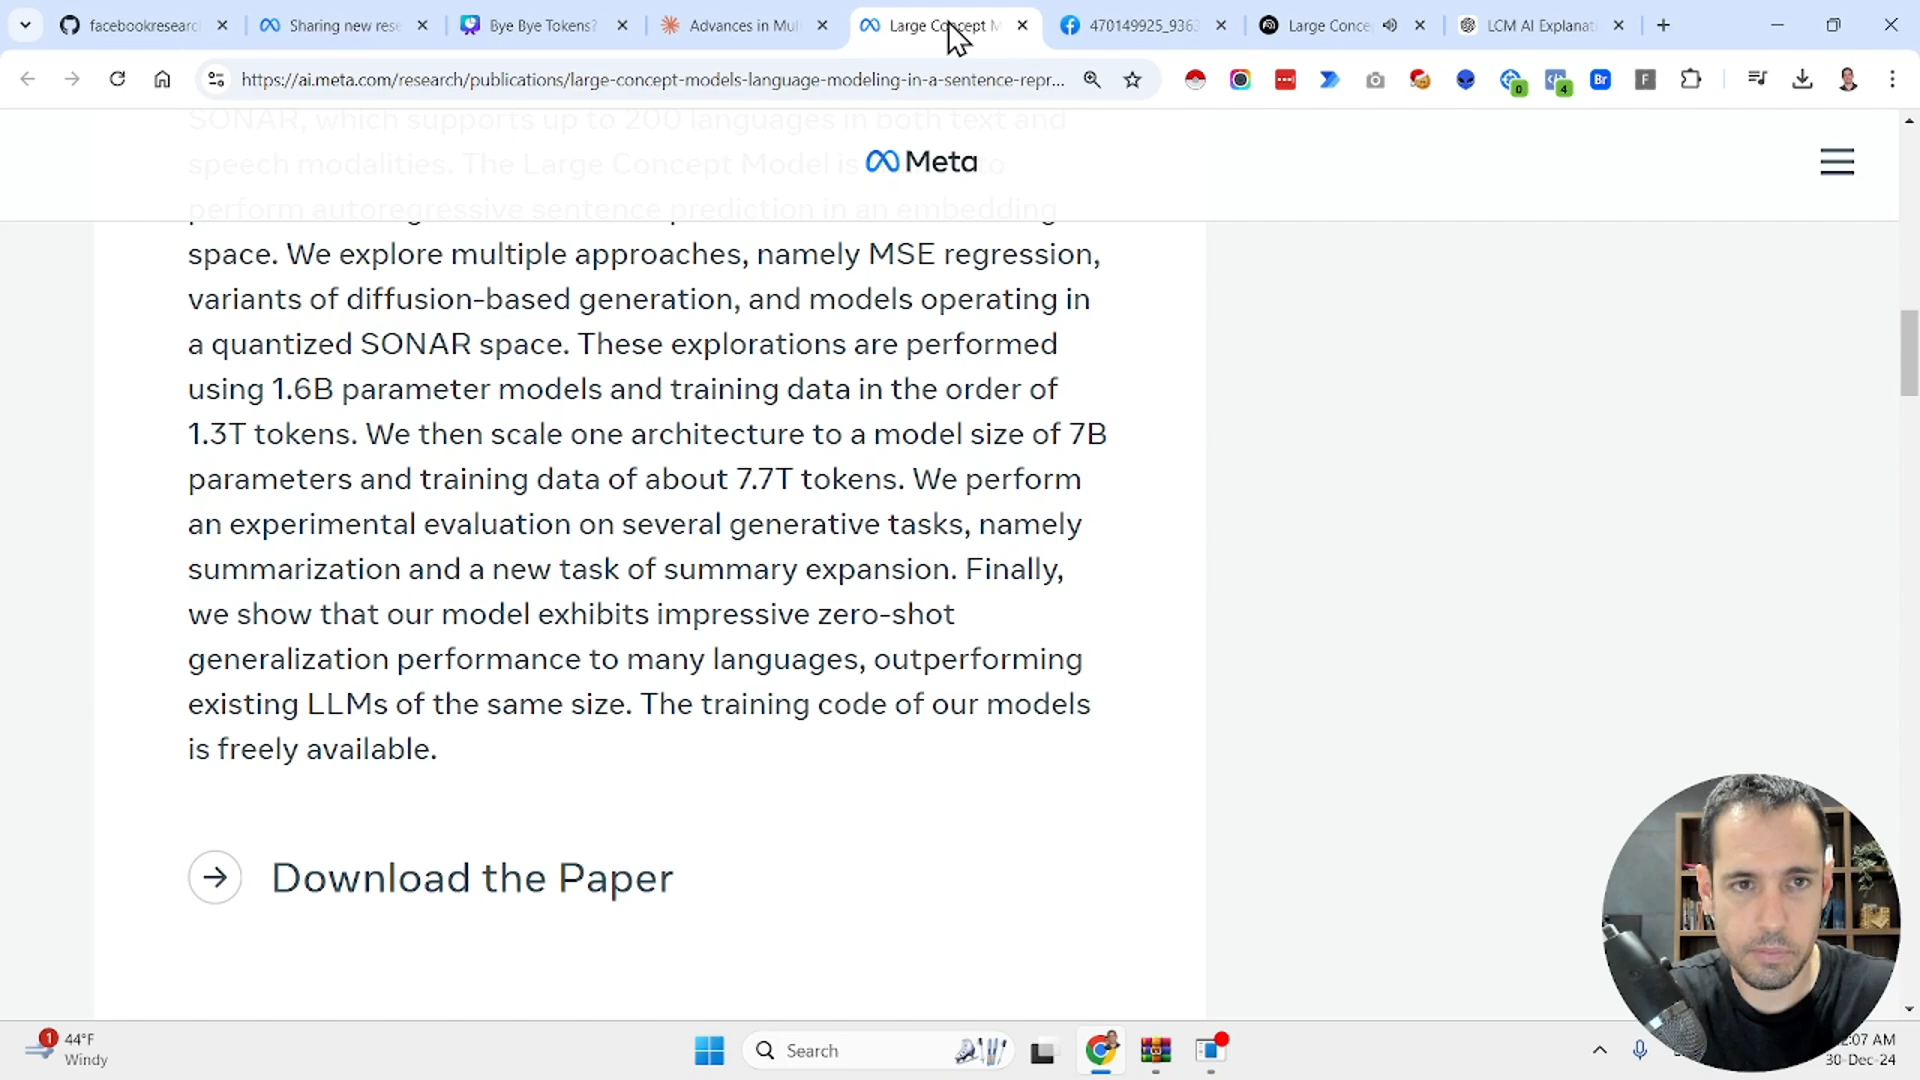 facebookresearc
Sharing new rese
Bye Bye Tokens?
Advances in Mul
Large Concept M
470149925_9363
Large Conce
LCM AI Explanati
https://ai.meta.com/research/publications/large-concept-models-language-modeling-in-a-sentence-repr...
0
4
Br
F
SONAR, which supports up to 200 languages in both text and
speech modalities. The Large Concept Model is to
Meta
perform autoregressive sentence prediction in an embedding
space. We explore multiple approaches, namely MSE regression,
variants of diffusion-based generation, and models operating in
a quantized SONAR space. These explorations are performed
using 1.6B parameter models and training data in the order of
1.3T tokens. We then scale one architecture to a model size of 7B
parameters and training data of about 7.7T tokens. We perform
an experimental evaluation on several generative tasks, namely
summarization and a new task of summary expansion. Finally,
we show that our model exhibits impressive zero-shot
generalization performance to many languages, outperforming
existing LLMs of the same size. The training code of our models
is freely available.
Download the Paper
1
44°F
Windy
Search
:07 AM
30-Dec-24